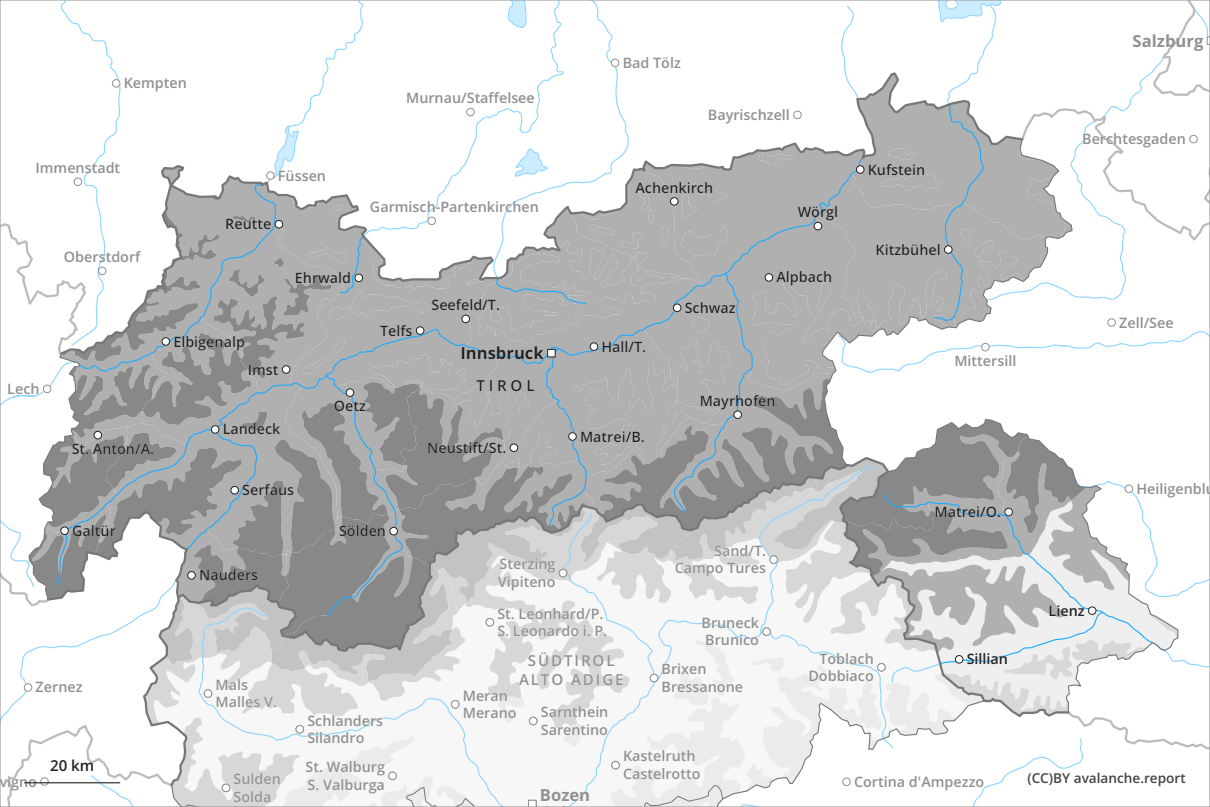 Salzburg
Bad Tölz
Kempten
Murnau/Staffelsee
Bayrischzell
Berchtesgaden
Immenstadt
Füssen
Kufstein
Achenkirch
Garmisch-Partenkirchen
Wörgl
Reutte
Kitzbühel
Oberstdorf
Ehrwald
Alpbach
Seefeld/T.
Schwaz
Zell/See
Telfs
Elbigenalp
Innsbruck
Hall/T.
Mittersill
Imst
TIROL
Lech
Oetz
Mayrhofen
Landeck
Matrei/B.
St. Anton/A.
Neustift/St.
Serfaus
Heiligenblu
Matrei/O.
Galtür
Sölden
Sand/T.
Campo Tures
Sterzing
Vipiteno
Nauders
St. Leonhard/P.
S. Leonardo i. P.
Lienz
Bruneck
Brunico
SÜDTIROL
ALTO ADIGE
Sillian
Toblach
Dobbiaco
Brixen
Bressanone
Zernez
Mals
Malles V.
Meran
Merano
Sarnthein
Sarentino
Schlanders
Silandro
Kastelruth
Castelrotto
20 km
St. Walburg
S. Valburga
vigno
Sulden
Solda
Cortina d'Ampezzo
(CC)BY avalanche.report
Bozen